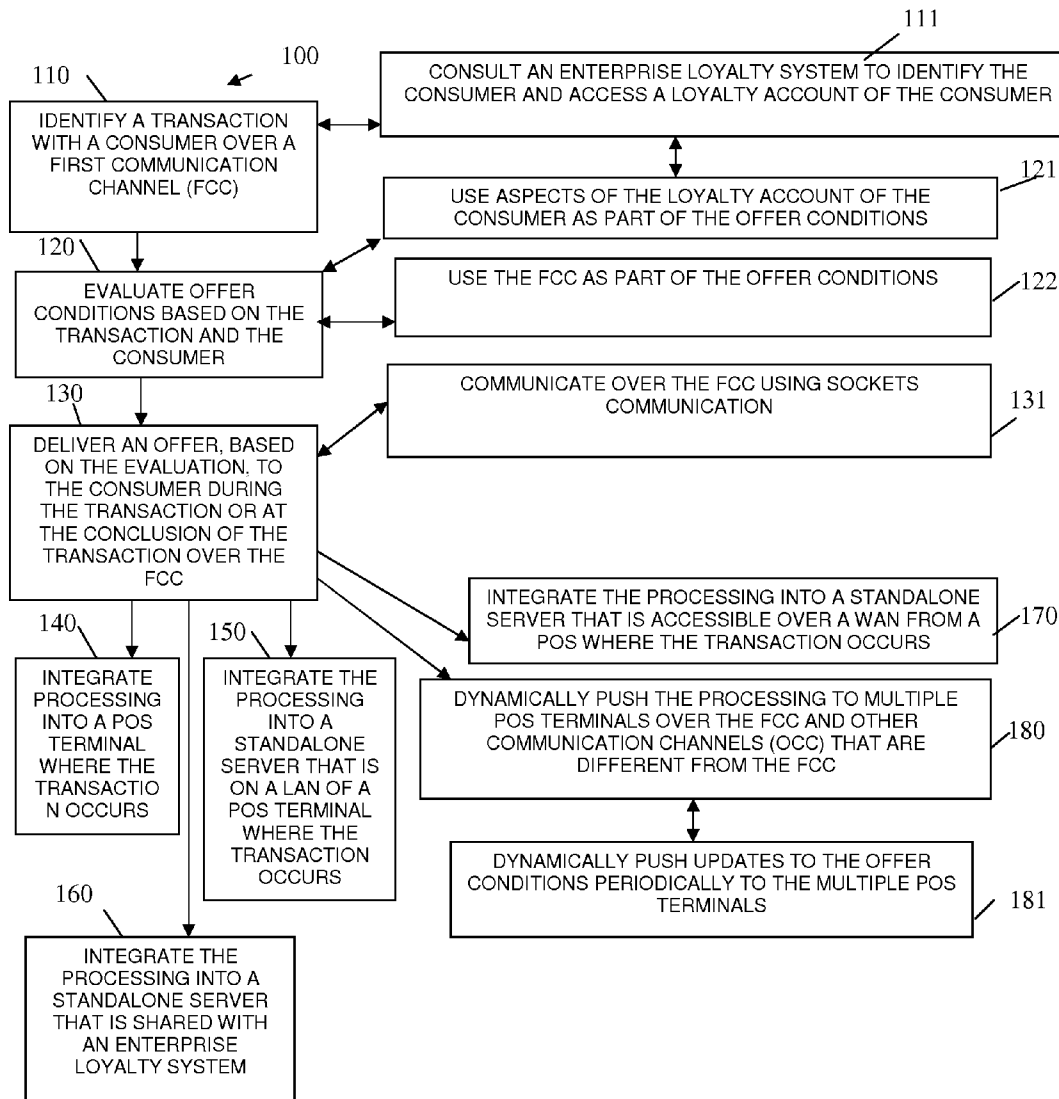 111
100
110
CONSULT AN ENTERPRISE LOYALTY SYSTEM TO IDENTIFY THE
CONSUMER AND ACCESS A LOYALTY ACCOUNT OF THE CONSUMER
IDENTIFY A TRANSACTION
WITH A CONSUMER OVER A
FIRST COMMUNICATION
CHANNEL (FCC)
121
USE ASPECTS OF THE LOYALTY ACCOUNT OF THE
CONSUMER AS PART OF THE OFFER CONDITIONS
120
EVALUATE OFFER
CONDITIONS BASED ON THE
TRANSACTION AND THE
CONSUMER
USE THE FCC AS PART OF THE OFFER CONDITIONS
122
130
COMMUNICATE OVER THE FCC USING SOCKETS
COMMUNICATION
131
DELIVER AN OFFER, BASED
ON THE EVALUATION, TO
THE CONSUMER DURING
THE TRANSACTION OR AT
THE CONCLUSION OF THE
TRANSACTION OVER THE
FCC
INTEGRATE THE PROCESSING INTO A STANDALONE
SERVER THAT IS ACCESSIBLE OVER A WAN FROM A
POS WHERE THE TRANSACTION OCCURS
170
140
INTEGRATE
PROCESSING
INTO A POS
TERMINAL
WHERE THE
TRANSACTIO
N OCCURS
150
INTEGRATE THE
PROCESSING
INTO A
STANDALONE
SERVER THAT IS
ON A LAN OF A
POS TERMINAL
WHERE THE
TRANSACTION
OCCURS
DYNAMICALLY PUSH THE PROCESSING TO MULTIPLE
POS TERMINALS OVER THE FCC AND OTHER
COMMUNICATION CHANNELS (OCC) THAT ARE
DIFFERENT FROM THE FCC
180
DYNAMICALLY PUSH UPDATES TO THE OFFER
CONDITIONS PERIODICALLY TO THE MULTIPLE POS
TERMINALS
181
160
INTEGRATE THE
PROCESSING INTO A
STANDALONE SERVER
THAT IS SHARED WITH
AN ENTERPRISE
LOYALTY SYSTEM